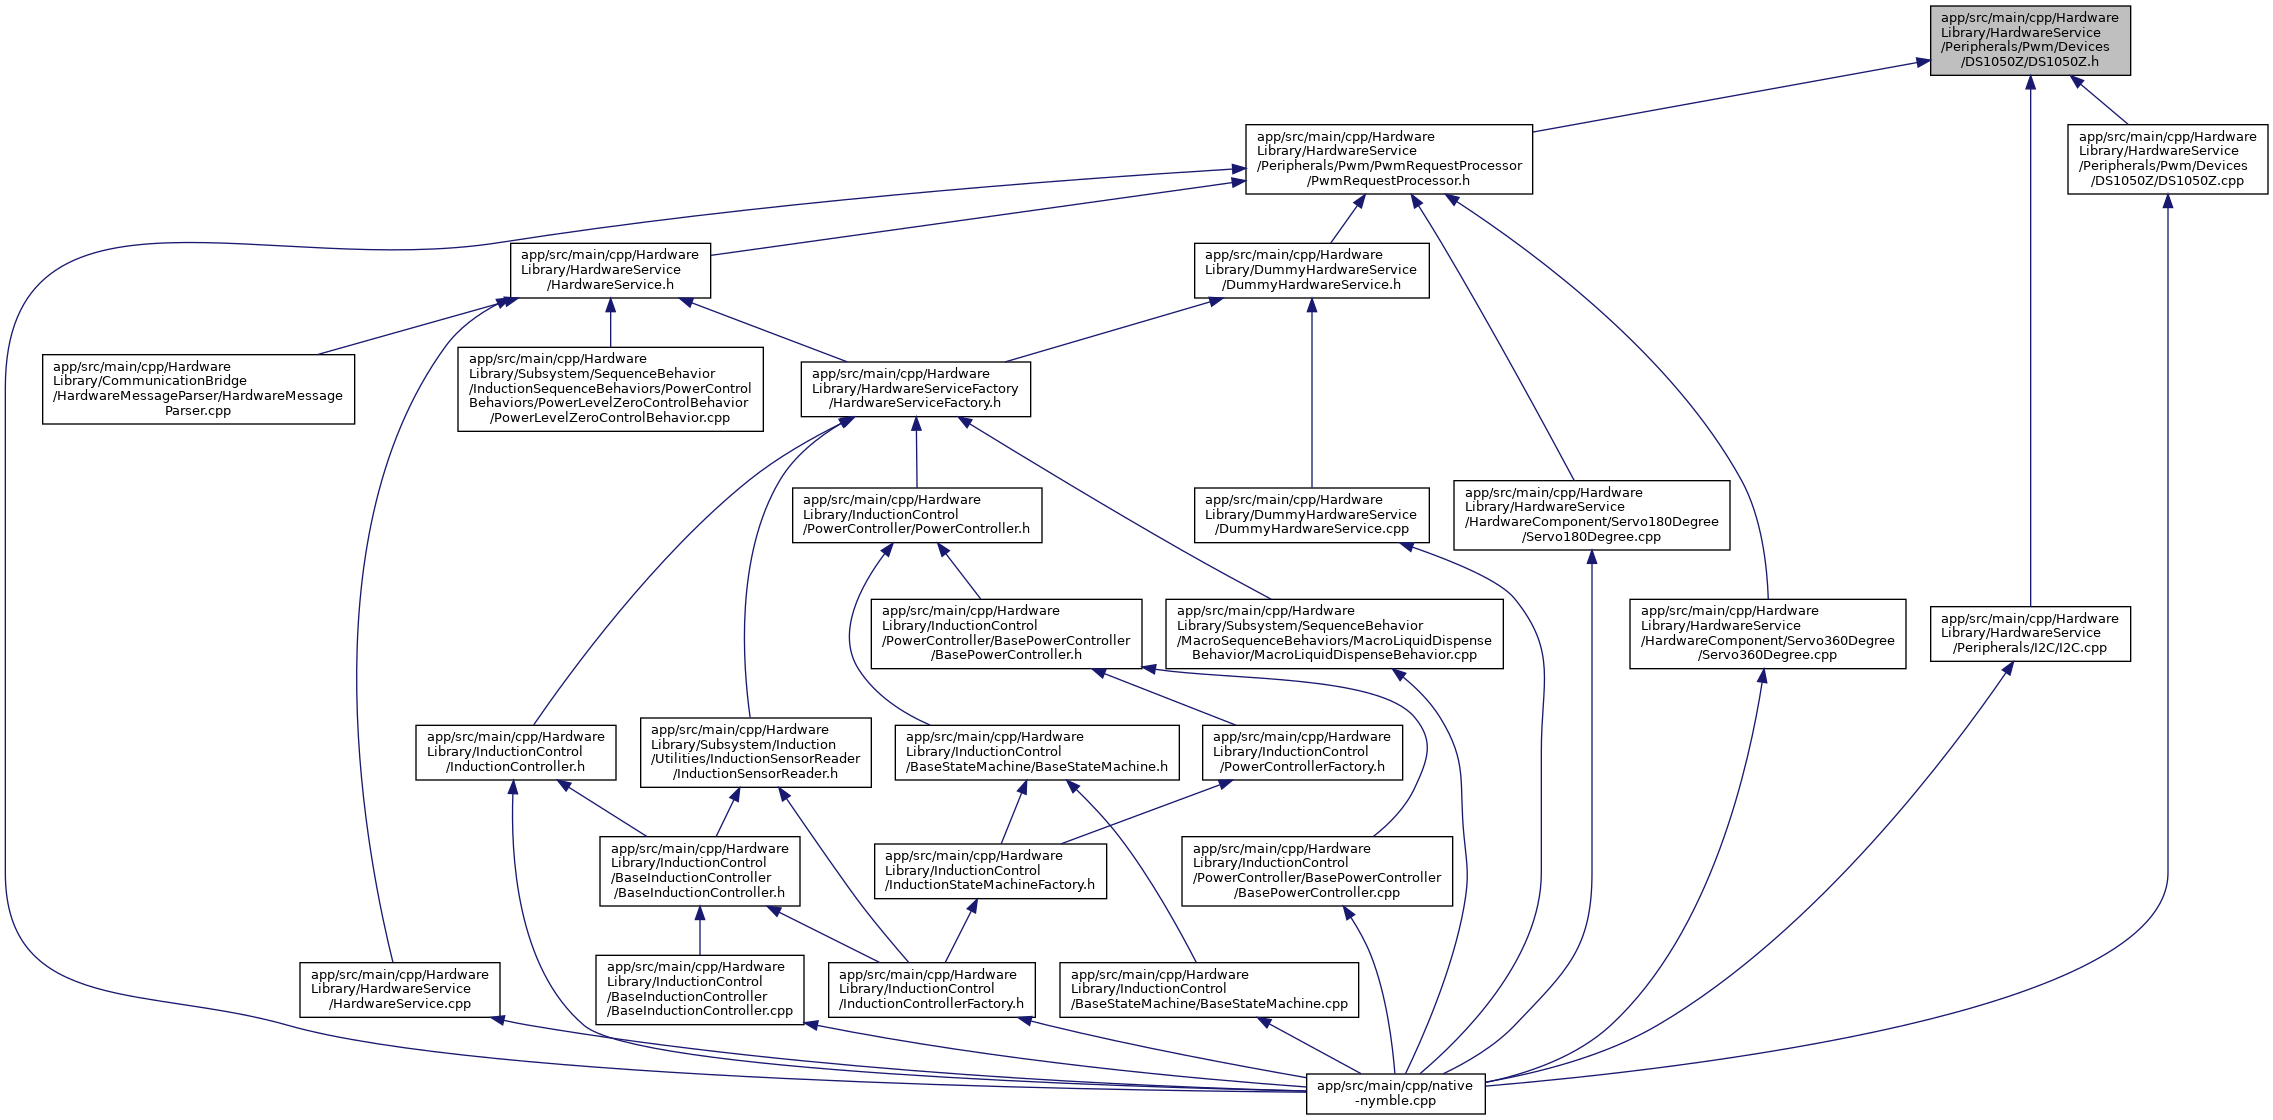 app/src/main/cpp/Hardware
Library/HardwareService
/Peripherals/Pwm/Devices
/DS1050Z/DS1050Z.h
app/src/main/cpp/Hardware
Library/HardwareService
/Peripherals/Pwm/PwmRequestProcessor
/PwmRequestProcessor.h
app/src/main/cpp/Hardware
Library/HardwareService
/Peripherals/Pwm/Devices
/DS1050Z/DS1050Z.cpp
app/src/main/cpp/Hardware
Library/HardwareService
/HardwareService.h
app/src/main/cpp/Hardware
Library/DummyHardwareService
/DummyHardwareService.h
app/src/main/cpp/Hardware
Library/CommunicationBridge
/HardwareMessageParser/HardwareMessage
Parser.cpp
app/src/main/cpp/Hardware
Library/Subsystem/SequenceBehavior
/InductionSequenceBehaviors/PowerControl
Behaviors/PowerLevelZeroControlBehavior
/PowerLevelZeroControlBehavior.cpp
app/src/main/cpp/Hardware
Library/HardwareServiceFactory
/HardwareServiceFactory.h
app/src/main/cpp/Hardware
Library/InductionControl
/PowerController/PowerController.h
app/src/main/cpp/Hardware
Library/DummyHardwareService
/DummyHardwareService.cpp
app/src/main/cpp/Hardware
Library/HardwareService
/HardwareComponent/Servo180Degree
/Servo180Degree.cpp
app/src/main/cpp/Hardware
Library/InductionControl
/PowerController/BasePowerController
/BasePowerController.h
app/src/main/cpp/Hardware
Library/Subsystem/SequenceBehavior
/MacroSequenceBehaviors/MacroLiquidDispense
Behavior/MacroLiquidDispenseBehavior.cpp
app/src/main/cpp/Hardware
Library/HardwareService
/HardwareComponent/Servo360Degree
/Servo360Degree.cpp
app/src/main/cpp/Hardware
Library/HardwareService
/Peripherals/I2C/I2C.cpp
app/src/main/cpp/Hardware
Library/InductionControl
/InductionController.h
app/src/main/cpp/Hardware
Library/Subsystem/Induction
/Utilities/InductionSensorReader
/InductionSensorReader.h
app/src/main/cpp/Hardware
Library/InductionControl
/BaseStateMachine/BaseStateMachine.h
app/src/main/cpp/Hardware
Library/InductionControl
/PowerControllerFactory.h
app/src/main/cpp/Hardware
Library/InductionControl
/BaseInductionController
/BaseInductionController.h
app/src/main/cpp/Hardware
Library/InductionControl
/InductionStateMachineFactory.h
app/src/main/cpp/Hardware
Library/InductionControl
/PowerController/BasePowerController
/BasePowerController.cpp
app/src/main/cpp/Hardware
Library/HardwareService
/HardwareService.cpp
app/src/main/cpp/Hardware
Library/InductionControl
/BaseInductionController
/BaseInductionController.cpp
app/src/main/cpp/Hardware
Library/InductionControl
/InductionControllerFactory.h
app/src/main/cpp/Hardware
Library/InductionControl
/BaseStateMachine/BaseStateMachine.cpp
app/src/main/cpp/native
-nymble.cpp